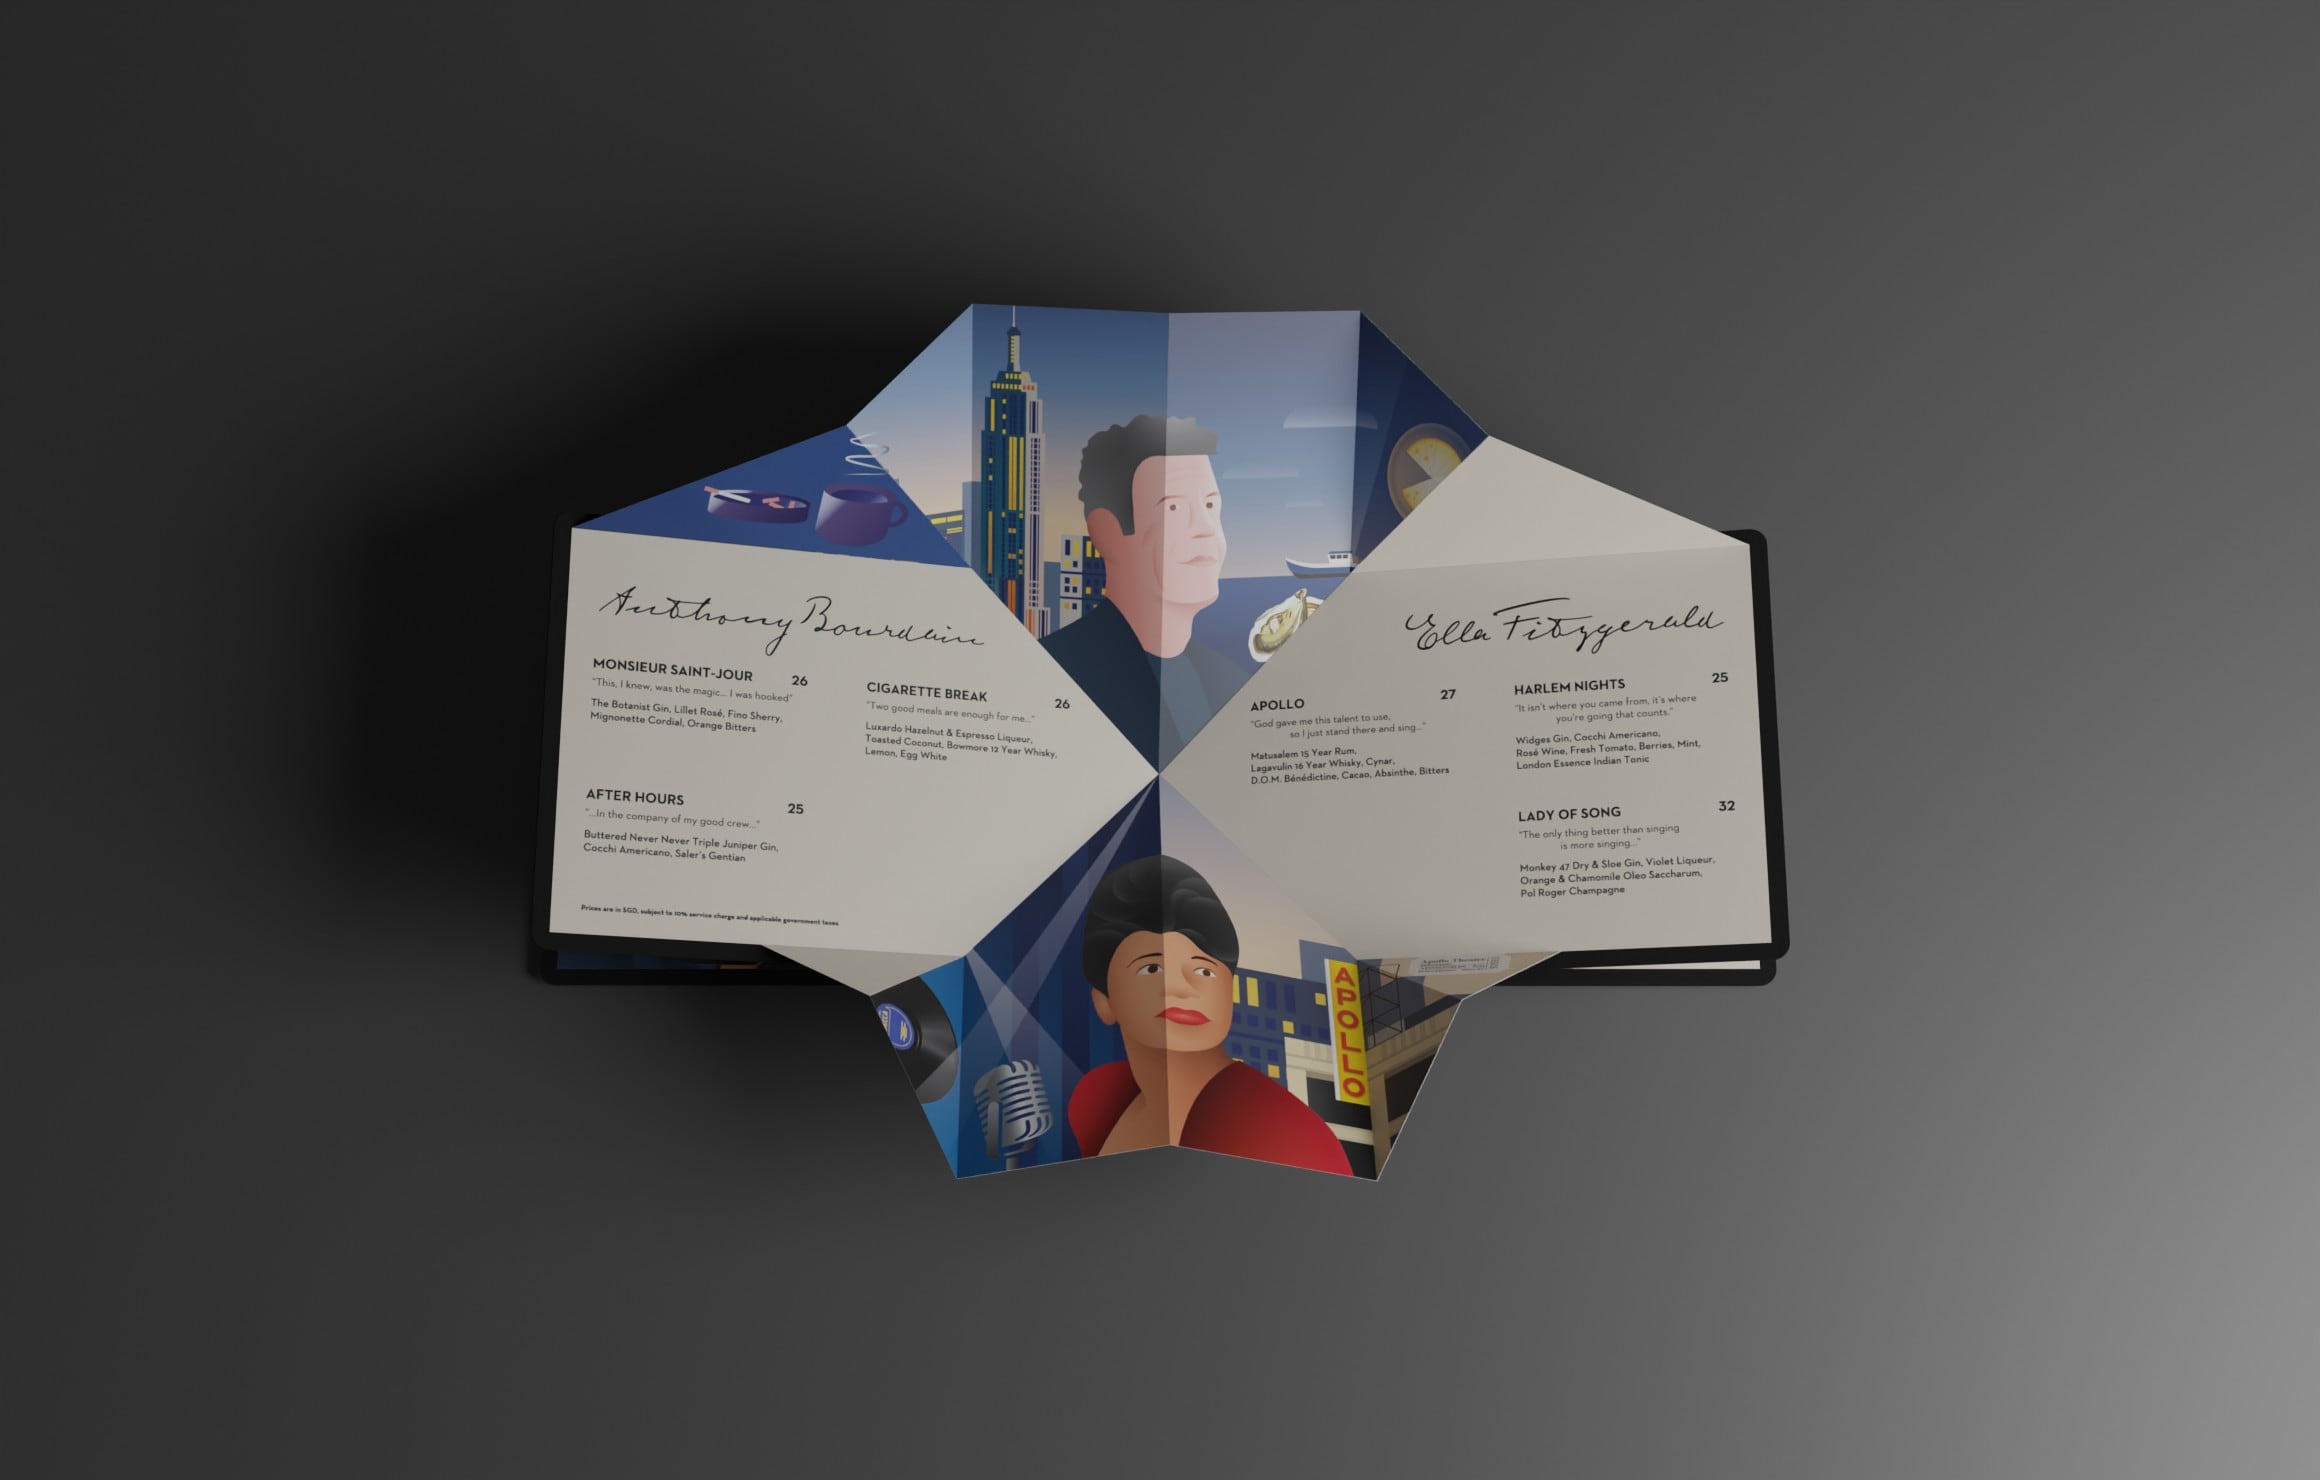 Anthony Bourdain
MONSIEUR SAINT-JOUR 26
"This, I knew, was the magic... I was hooked"
The Botanist Gin, Lillet Rosé, Fino Sherry,
Mignonette Cordial, Orange Bitters
AFTER HOURS 25
"...In the company of my good crew..."
Buttered Never Never Triple Juniper Gin,
Cocchi Americano, Saler's Gentian
Prices are in SGD, subject to 10% service charge and applicable government taxes
CIGARETTE BREAK 26
"Two good meals are enough for me..."
Luxardo Hazelnut & Espresso Liqueur,
Toasted Coconut, Bowmore 12 Year Whisky,
Lemon, Egg White
Ella Fitzgerald
APOLLO 27
"God gave me this talent to use,
so I just stand there and sing..."
Matusalem 15 Year Rum,
Lagavulin 16 Year Whisky, Cynar,
D.O.M. Bénédictine, Cacao, Absinthe, Bitters
HARLEM NIGHTS 25
"It isn't where you came from, it's where
you're going that counts."
Widges Gin, Cocchi Americano,
Rosé Wine, Fresh Tomato, Berries, Mint,
London Essence Indian Tonic
LADY OF SONG 32
"The only thing better than singing
is more singing..."
Monkey 47 Dry & Sloe Gin, Violet Liqueur,
Orange & Chamomile Oleo Saccharum,
Pol Roger Champagne
Apollo Theatre
APOLLO